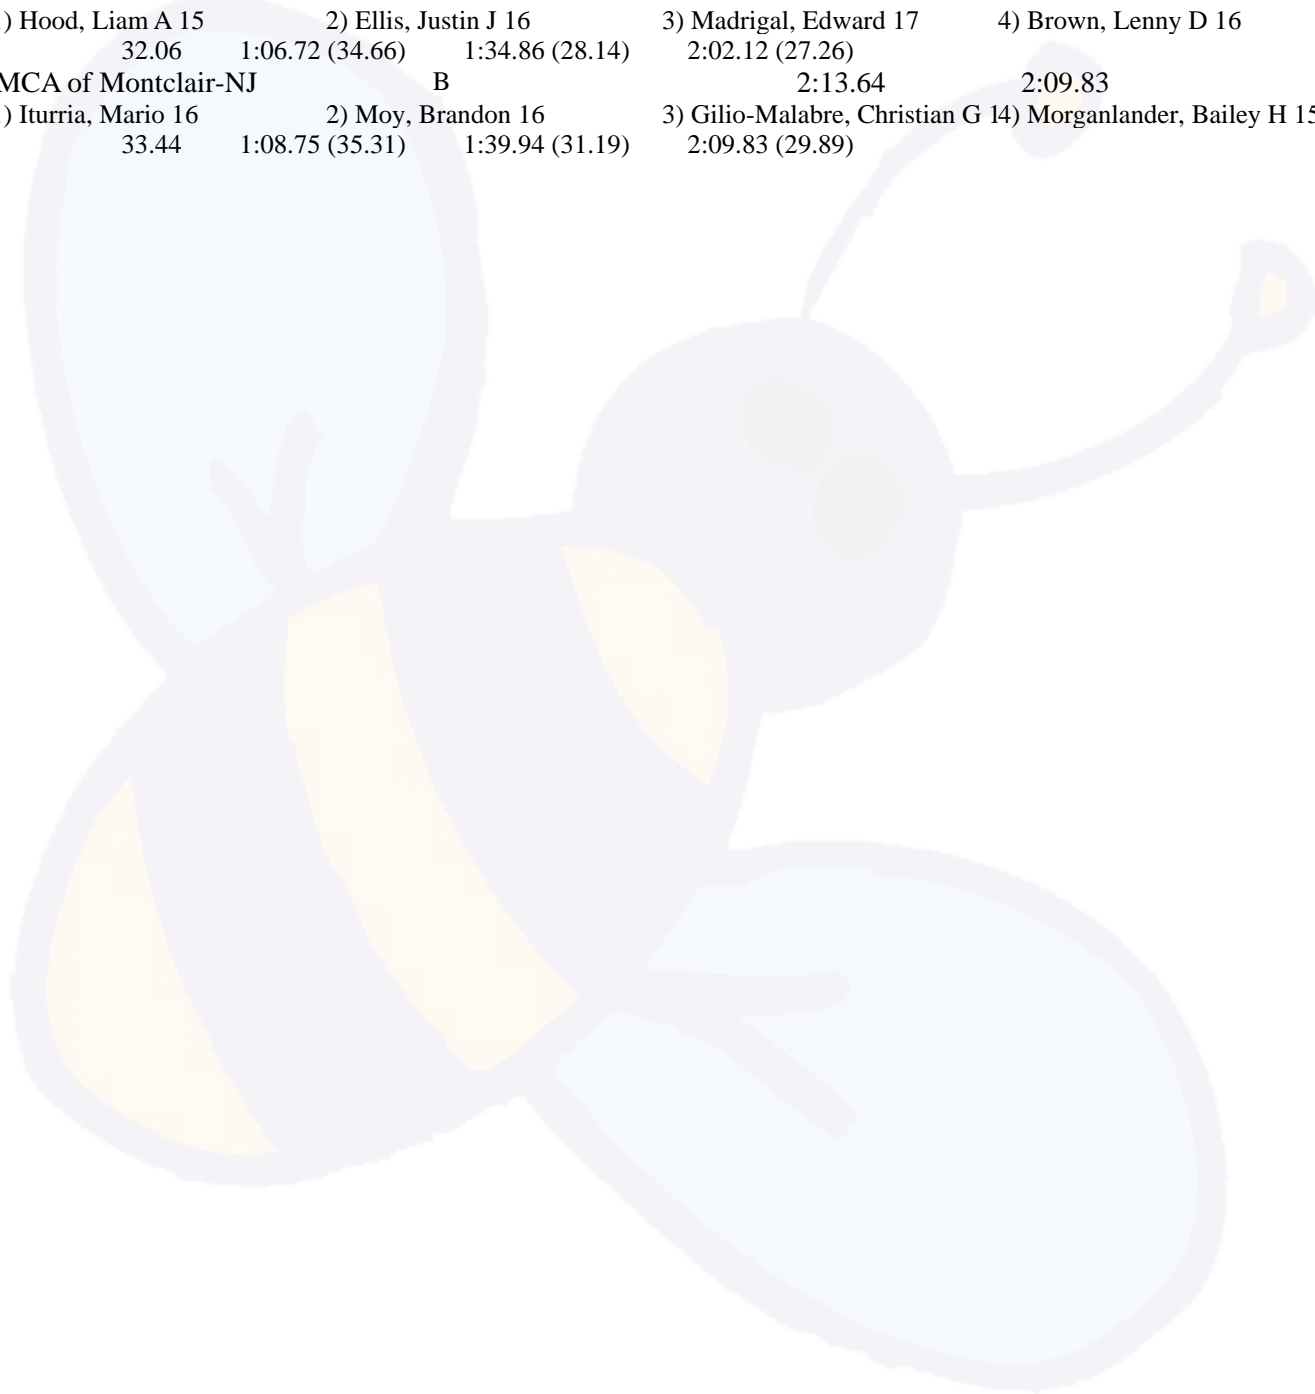 ) Hood, Liam A 15 2) Ellis, Justin J 16 3) Madrigal, Edward 17 4) Brown, Lenny D 16
32.06 1:06.72 (34.66) 1:34.86 (28.14) 2:02.12 (27.26)
MCA of Montclair-NJ B 2:13.64 2:09.83
) Iturria, Mario 16 2) Moy, Brandon 16 3) Gilio-Malabre, Christian G 14) Morganlander, Bailey H 15
33.44 1:08.75 (35.31) 1:39.94 (31.19) 2:09.83 (29.89)